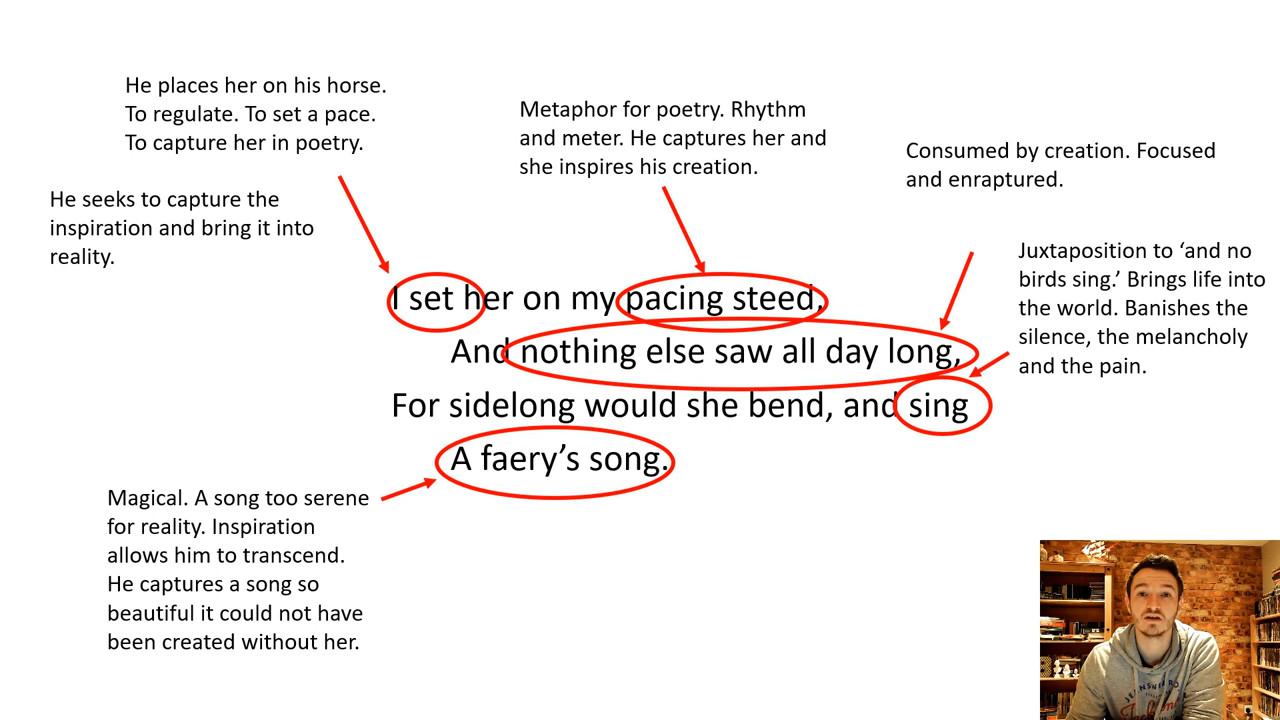 He places her on his horse.
To regulate. To set a pace.
To capture her in poetry.
Metaphor for poetry. Rhythm
and meter. He captures her and
she inspires his creation.
Consumed by creation. Focused
and enraptured.
He seeks to capture the
inspiration and bring it into
reality.
Juxtaposition to ‘and no
birds sing.’ Brings life into
the world. Banishes the
silence, the melancholy
and the pain.
I set her on my pacing steed,
And nothing else saw all day long,
For sidelong would she bend, and sing
A faery’s song.
Magical. A song too serene
for reality. Inspiration
allows him to transcend.
He captures a song so
beautiful it could not have
been created without her.